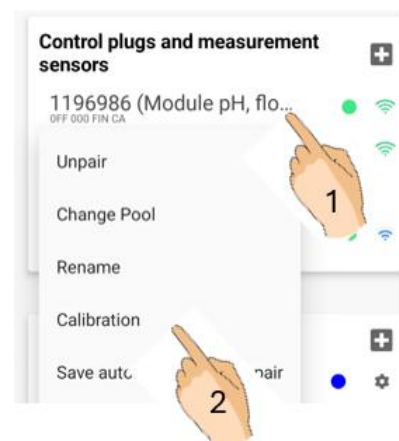 Control plugs and measurement
sensors
1196986 (Module pH, flo...
0FF 000 FIN CA
Unpair
Change Pool
1
Rename
Calibration
Save auto pair
2